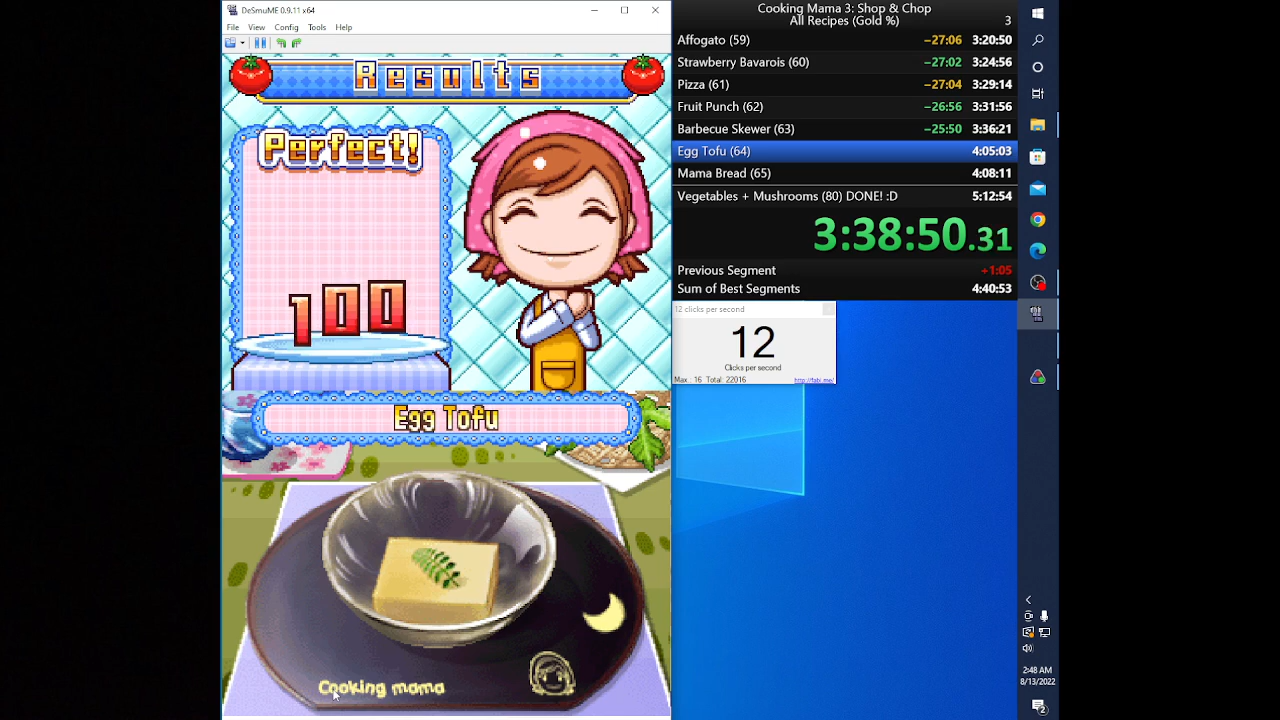 DeSmuME 0.9.11 x64
File View Config Tools Help
Results
Perfect!
100
Egg Tofu
Cooking mama
Cooking Mama 3: Shop & Chop
All Recipes (Gold %) 3
Affogato (59) −27:06 3:20:50
Strawberry Bavarois (60) −27:02 3:24:56
Pizza (61) −27:04 3:29:14
Fruit Punch (62) −26:56 3:31:56
Barbecue Skewer (63) −25:50 3:36:21
Egg Tofu (64) 4:05:03
Mama Bread (65) 4:08:11
Vegetables + Mushrooms (80) DONE! :D 5:12:54
3:38:50.31
Previous Segment +1:05
Sum of Best Segments 4:40:53
12 clicks per second
12
Clicks per second
Max : 16 Total: 22016 http://fabi.me/
2:48 AM
8/13/2022
2